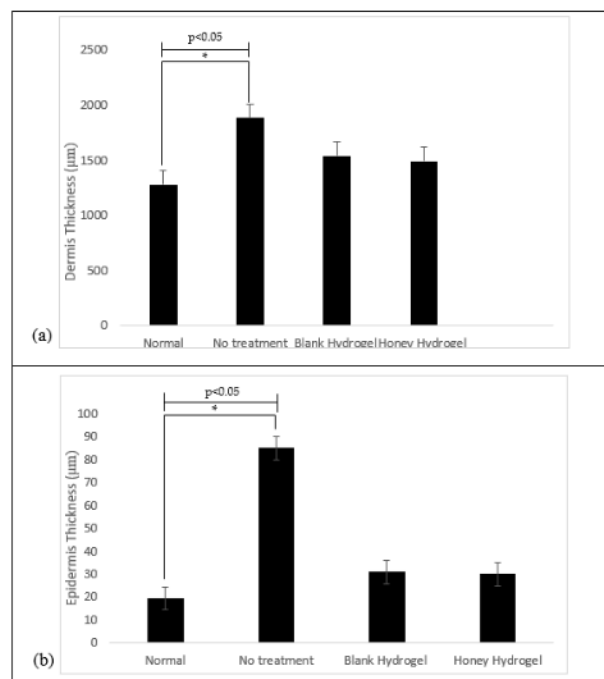 p<0.05
*
2500
2000
1500
1000
500
0
Dermis Thickness (µm)
Normal No treatment Blank Hydrogel Honey Hydrogel
(a)
p<0.05
*
100
90
80
70
60
50
40
30
20
10
0
Epidermis Thickness (µm)
Normal No treatment Blank Hydrogel Honey Hydrogel
(b)